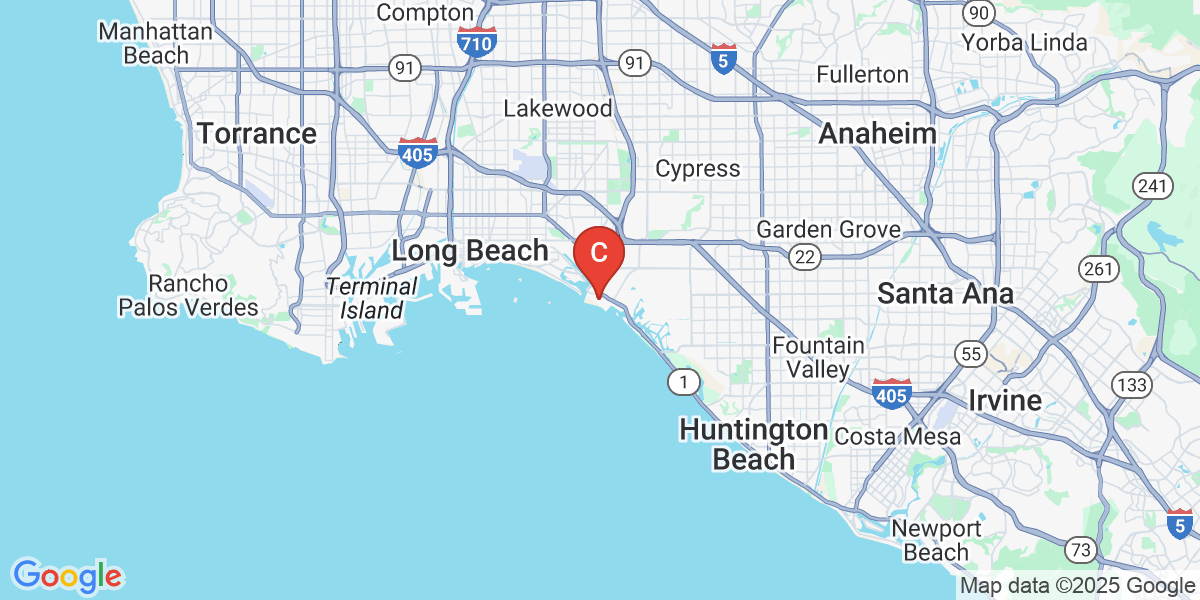 Compton
90
Manhattan
Beach
710
Yorba Linda
91
91
5
Fullerton
Lakewood
Torrance
Anaheim
405
Cypress
241
Garden Grove
Long Beach
C
22
261
Rancho
Palos Verdes
Terminal
Island
Santa Ana
Fountain
Valley
55
1
133
405
Irvine
Huntington
Beach
Costa Mesa
Newport
Beach
5
73
Google
Map data ©2025 Google